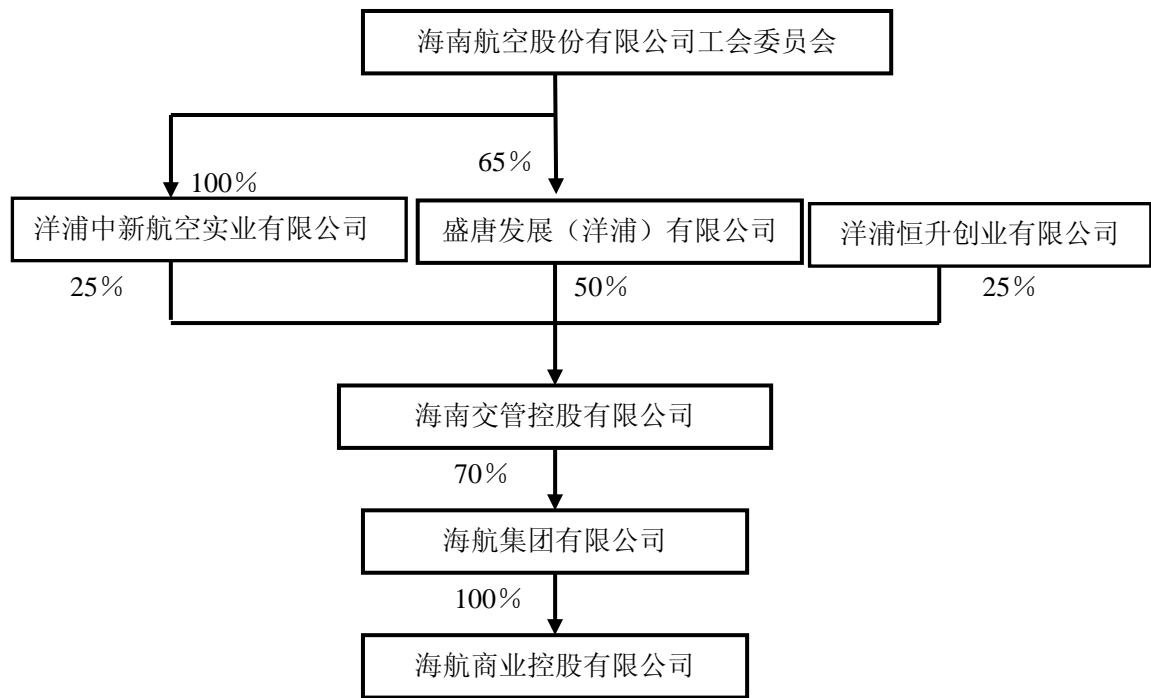 海南航空股份有限公司工会委员会
65％
100％
洋浦中新航空实业有限公司
盛唐发展（洋浦）有限公司
洋浦恒升创业有限公司
25％
50％
25％
海南交管控股有限公司
70％
海航集团有限公司
100％
海航商业控股有限公司